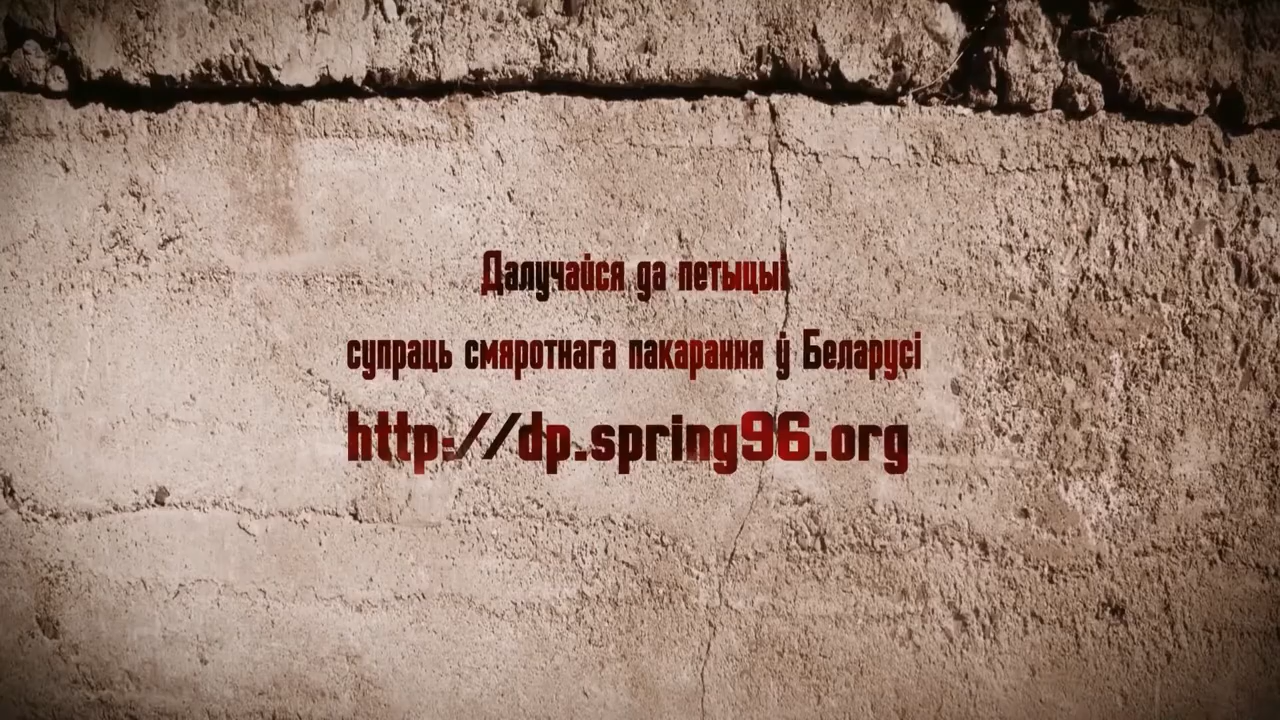 Далучайся да петыцыі
супраць смяротнага пакарання ў Беларусі
http://dp.spring96.org